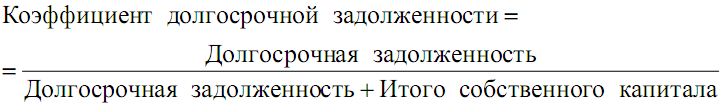 Коэффициент долгосрочной задолженности =
= Долгосрочная задолженность
Долгосрочная задолженность + Итого собственного капитала